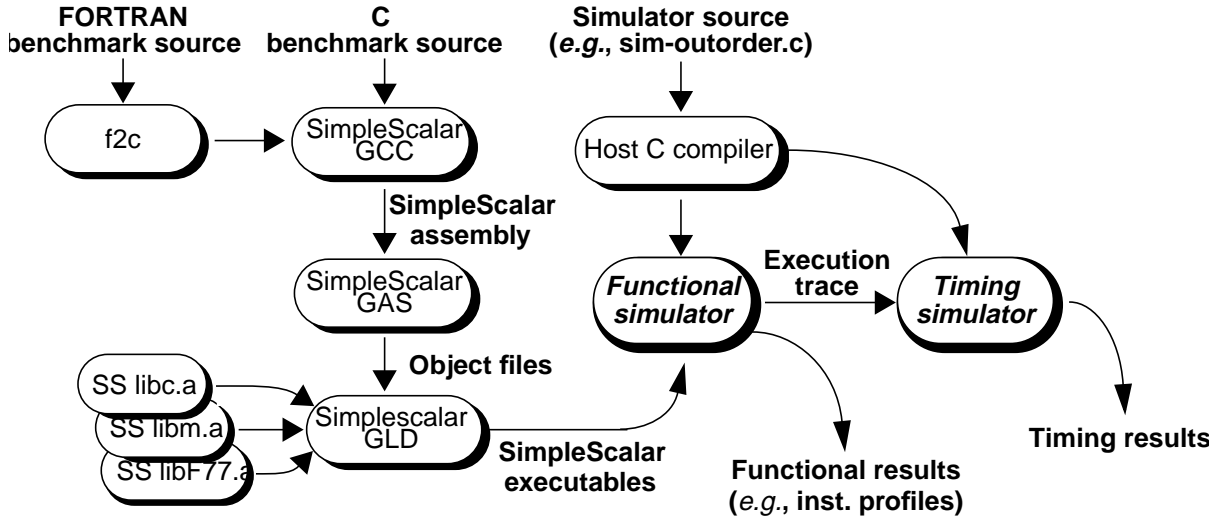 FORTRAN
benchmark source
C
benchmark source
Simulator source
(e.g., sim-outorder.c)
f2c
SimpleScalar
GCC
Host C compiler
SimpleScalar
assembly
SimpleScalar
GAS
Functional
simulator
Execution
trace
Timing
simulator
Object files
SS libc.a
SS libm.a
SS libF77.a
Simplescalar
GLD
SimpleScalar
executables
Functional results
(e.g., inst. profiles)
Timing results